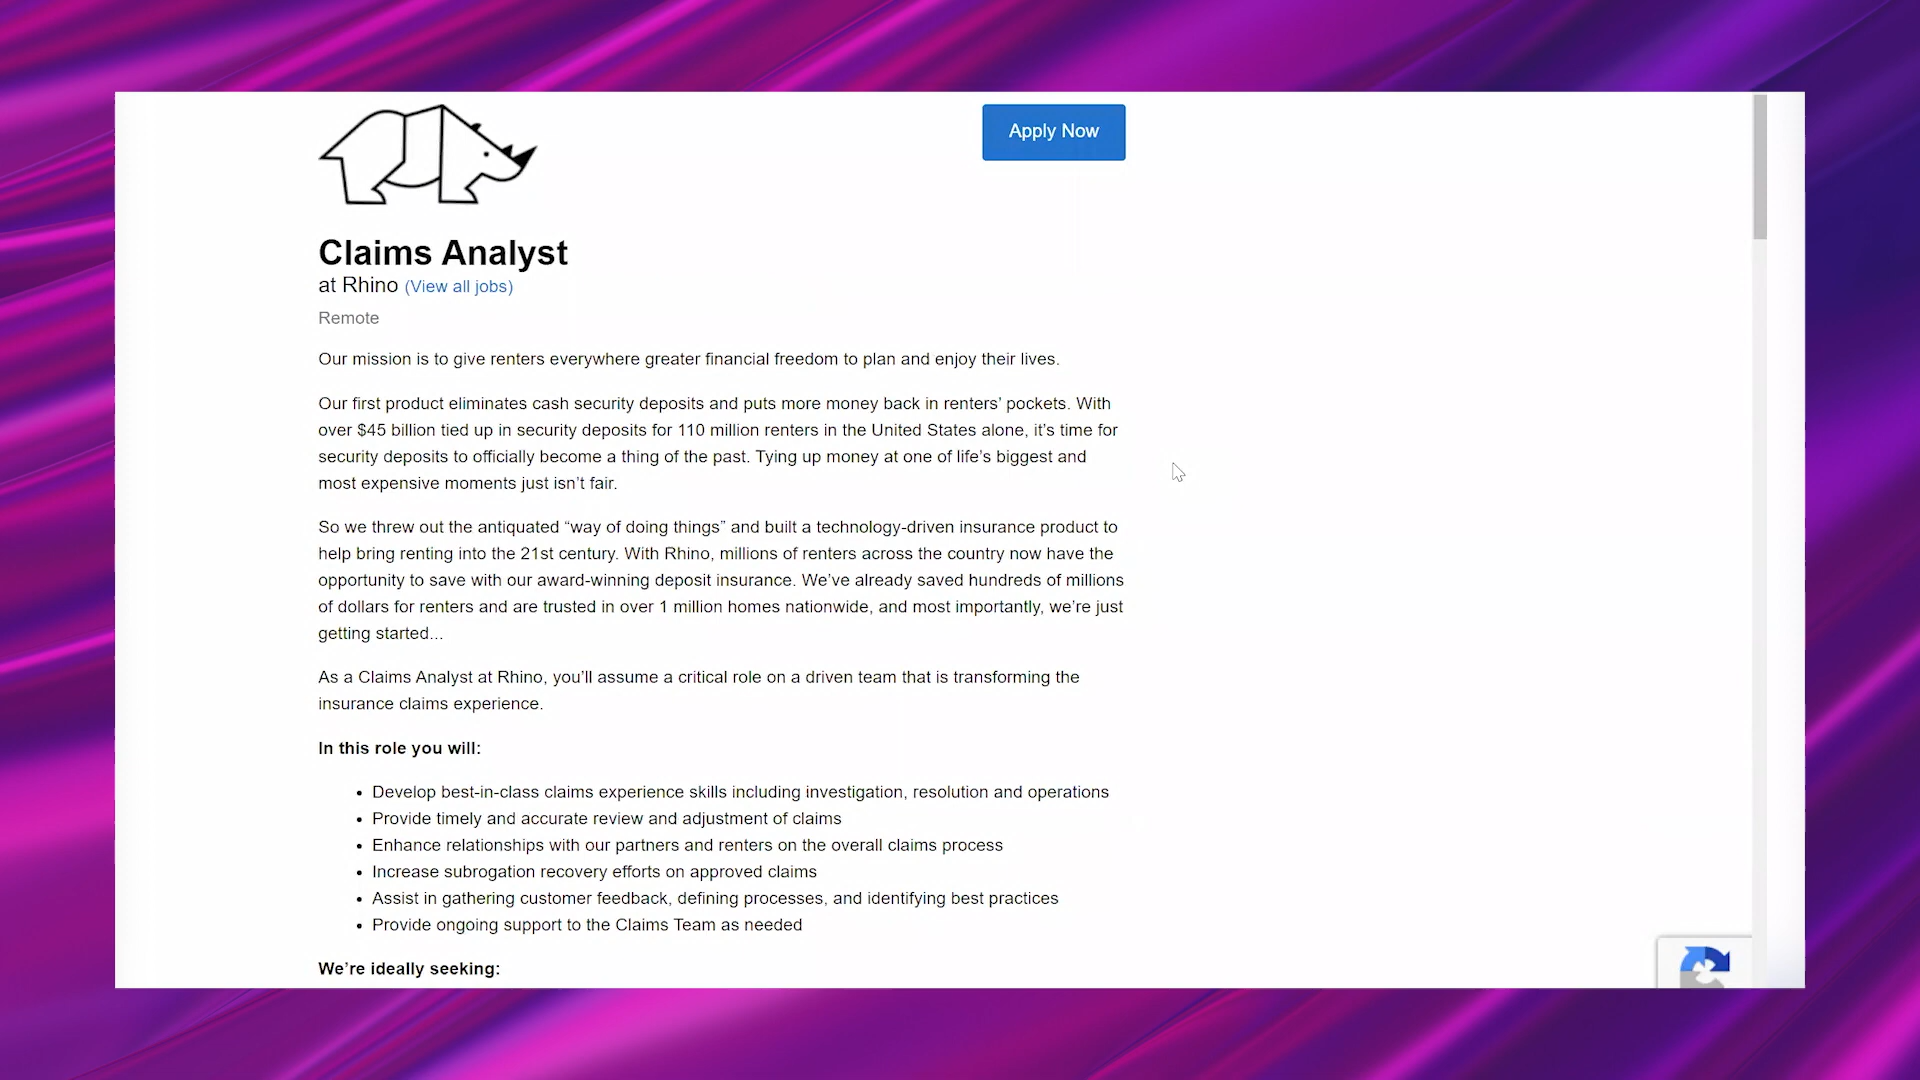 Apply Now
Claims Analyst
at Rhino (View all jobs)
Remote
Our mission is to give renters everywhere greater financial freedom to plan and enjoy their lives.
Our first product eliminates cash security deposits and puts more money back in renters’ pockets. With
over $45 billion tied up in security deposits for 110 million renters in the United States alone, it’s time for
security deposits to officially become a thing of the past. Tying up money at one of life’s biggest and
most expensive moments just isn’t fair.
So we threw out the antiquated “way of doing things” and built a technology-driven insurance product to
help bring renting into the 21st century. With Rhino, millions of renters across the country now have the
opportunity to save with our award-winning deposit insurance. We’ve already saved hundreds of millions
of dollars for renters and are trusted in over 1 million homes nationwide, and most importantly, we’re just
getting started...
As a Claims Analyst at Rhino, you’ll assume a critical role on a driven team that is transforming the
insurance claims experience.
In this role you will:
• Develop best-in-class claims experience skills including investigation, resolution and operations
• Provide timely and accurate review and adjustment of claims
• Enhance relationships with our partners and renters on the overall claims process
• Increase subrogation recovery efforts on approved claims
• Assist in gathering customer feedback, defining processes, and identifying best practices
• Provide ongoing support to the Claims Team as needed
We’re ideally seeking: